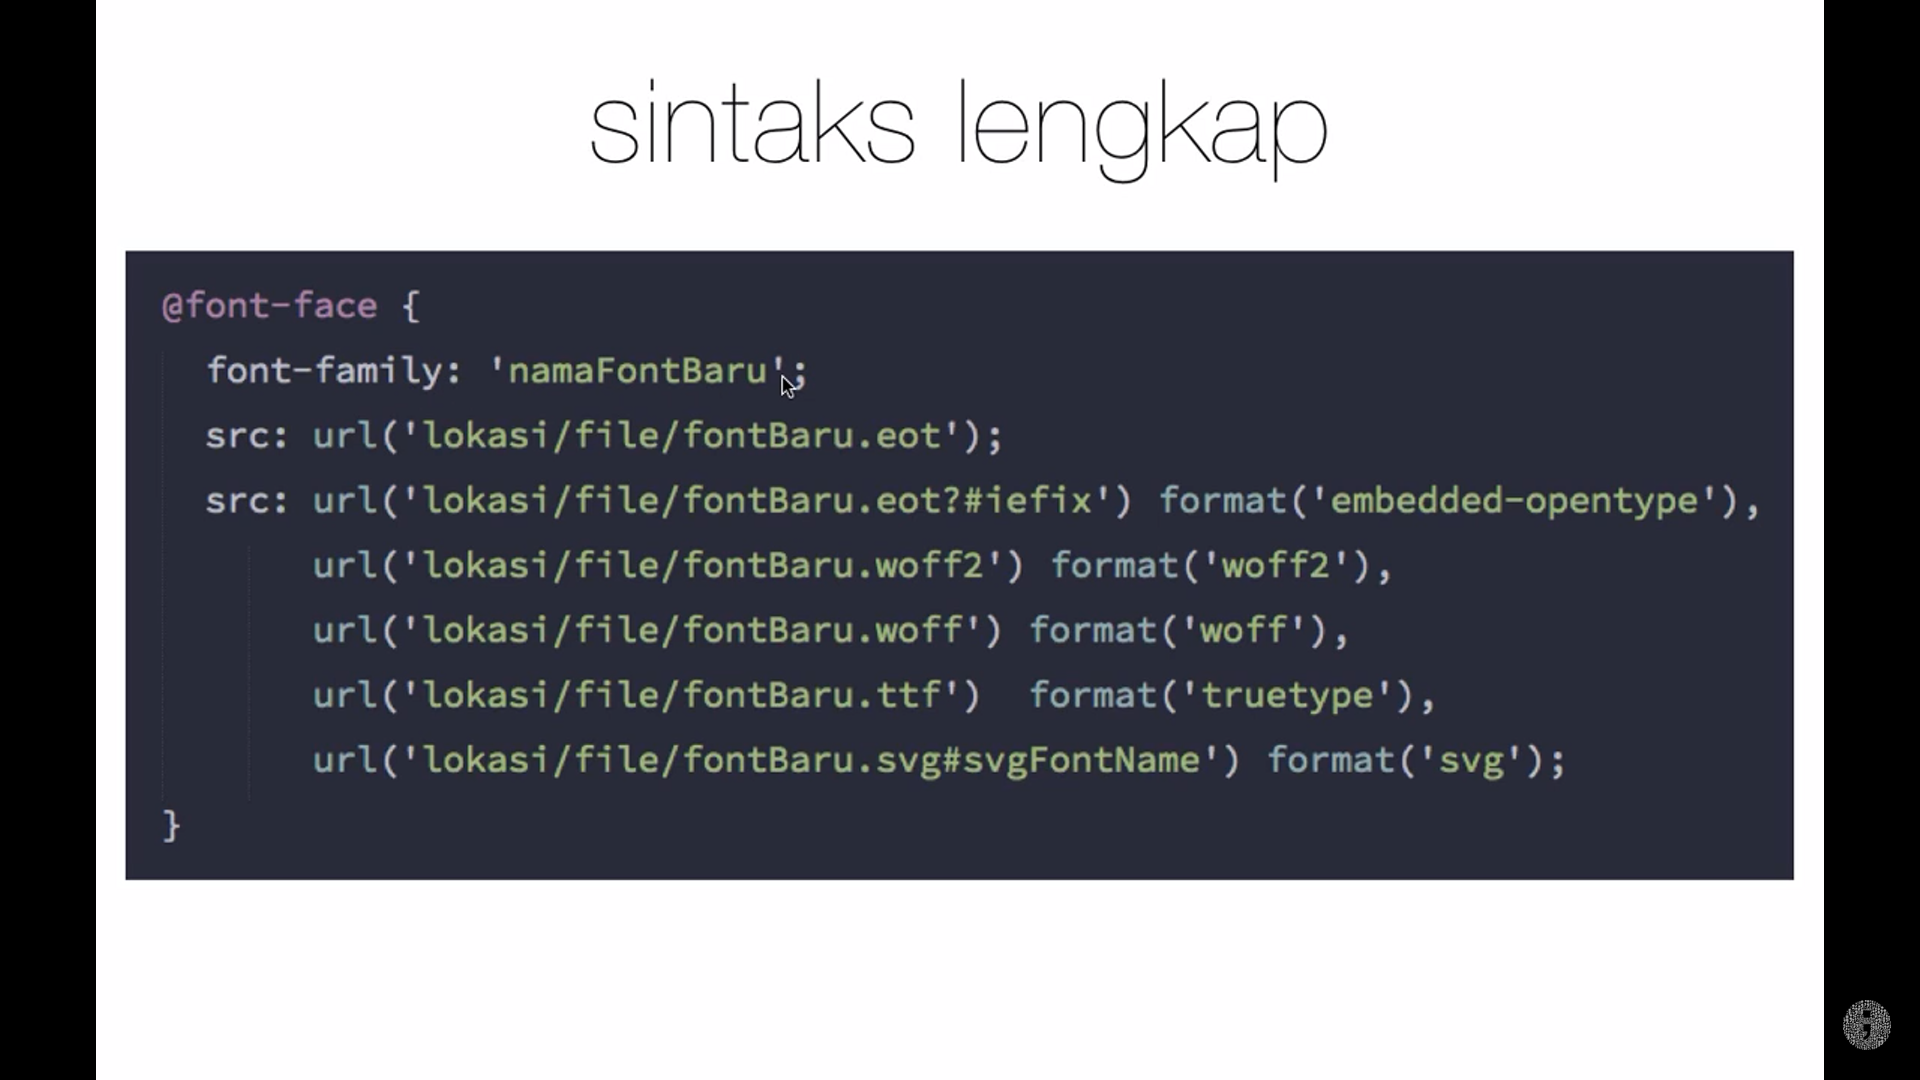 sintaks lengkap
@font-face {
font-family: 'namaFontBaru';
src: url('lokasi/file/fontBaru.eot');
src: url('lokasi/file/fontBaru.eot?#iefix') format('embedded-opentype'),
url('lokasi/file/fontBaru.woff2') format('woff2'),
url('lokasi/file/fontBaru.woff') format('woff'),
url('lokasi/file/fontBaru.ttf')  format('truetype'),
url('lokasi/file/fontBaru.svg#svgFontName') format('svg');
}